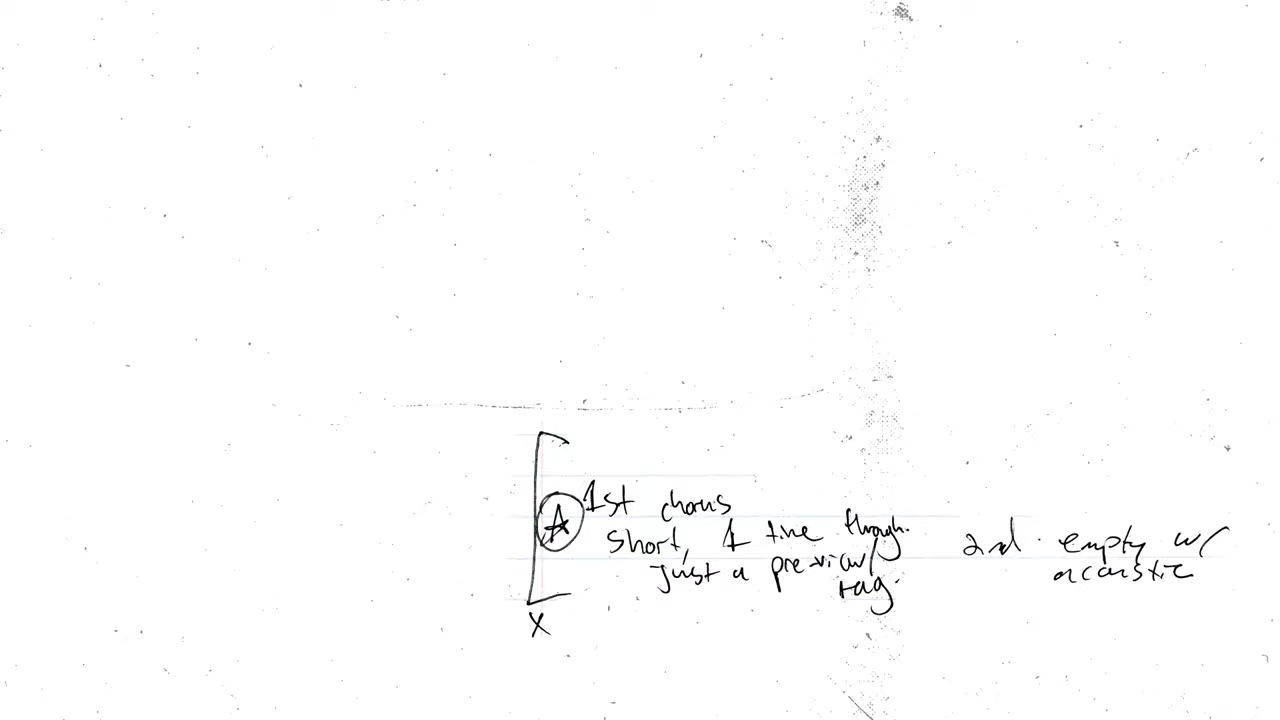 1st chorus
short, 1 time through.
just a preview/
tag.
2nd. empty w/
acoustic
X